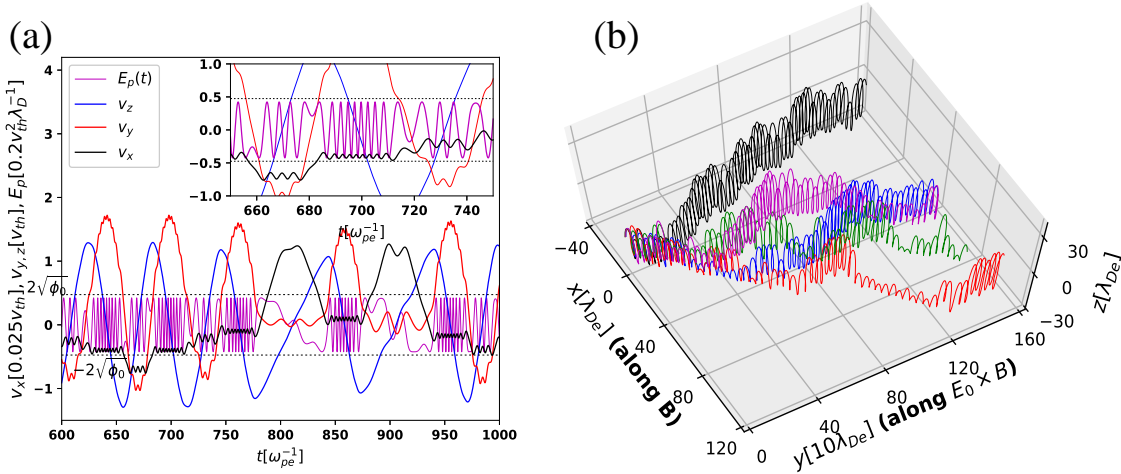 (a)
v_x[0.025v_th], v_y, z[v_th], E_p[0.2v_th^2 λ_D^-1]
4
3
2
1
0
−1
E_p(t)
v_z
v_y
v_x
1.0
0.5
0.0
−0.5
−1.0
660 680 700 720 740
t[ω_pe^-1]
2√ϕ_0
−2√ϕ_0
600 650 700 750 800 850 900 950 1000
t[ω_pe^-1]
(b)
−40
0
40
80
120
x[λ_De] (along B)
0
40
80
120
160
y[10λ_De] (along E_0 × B)
30
0
−30
z[λ_De]